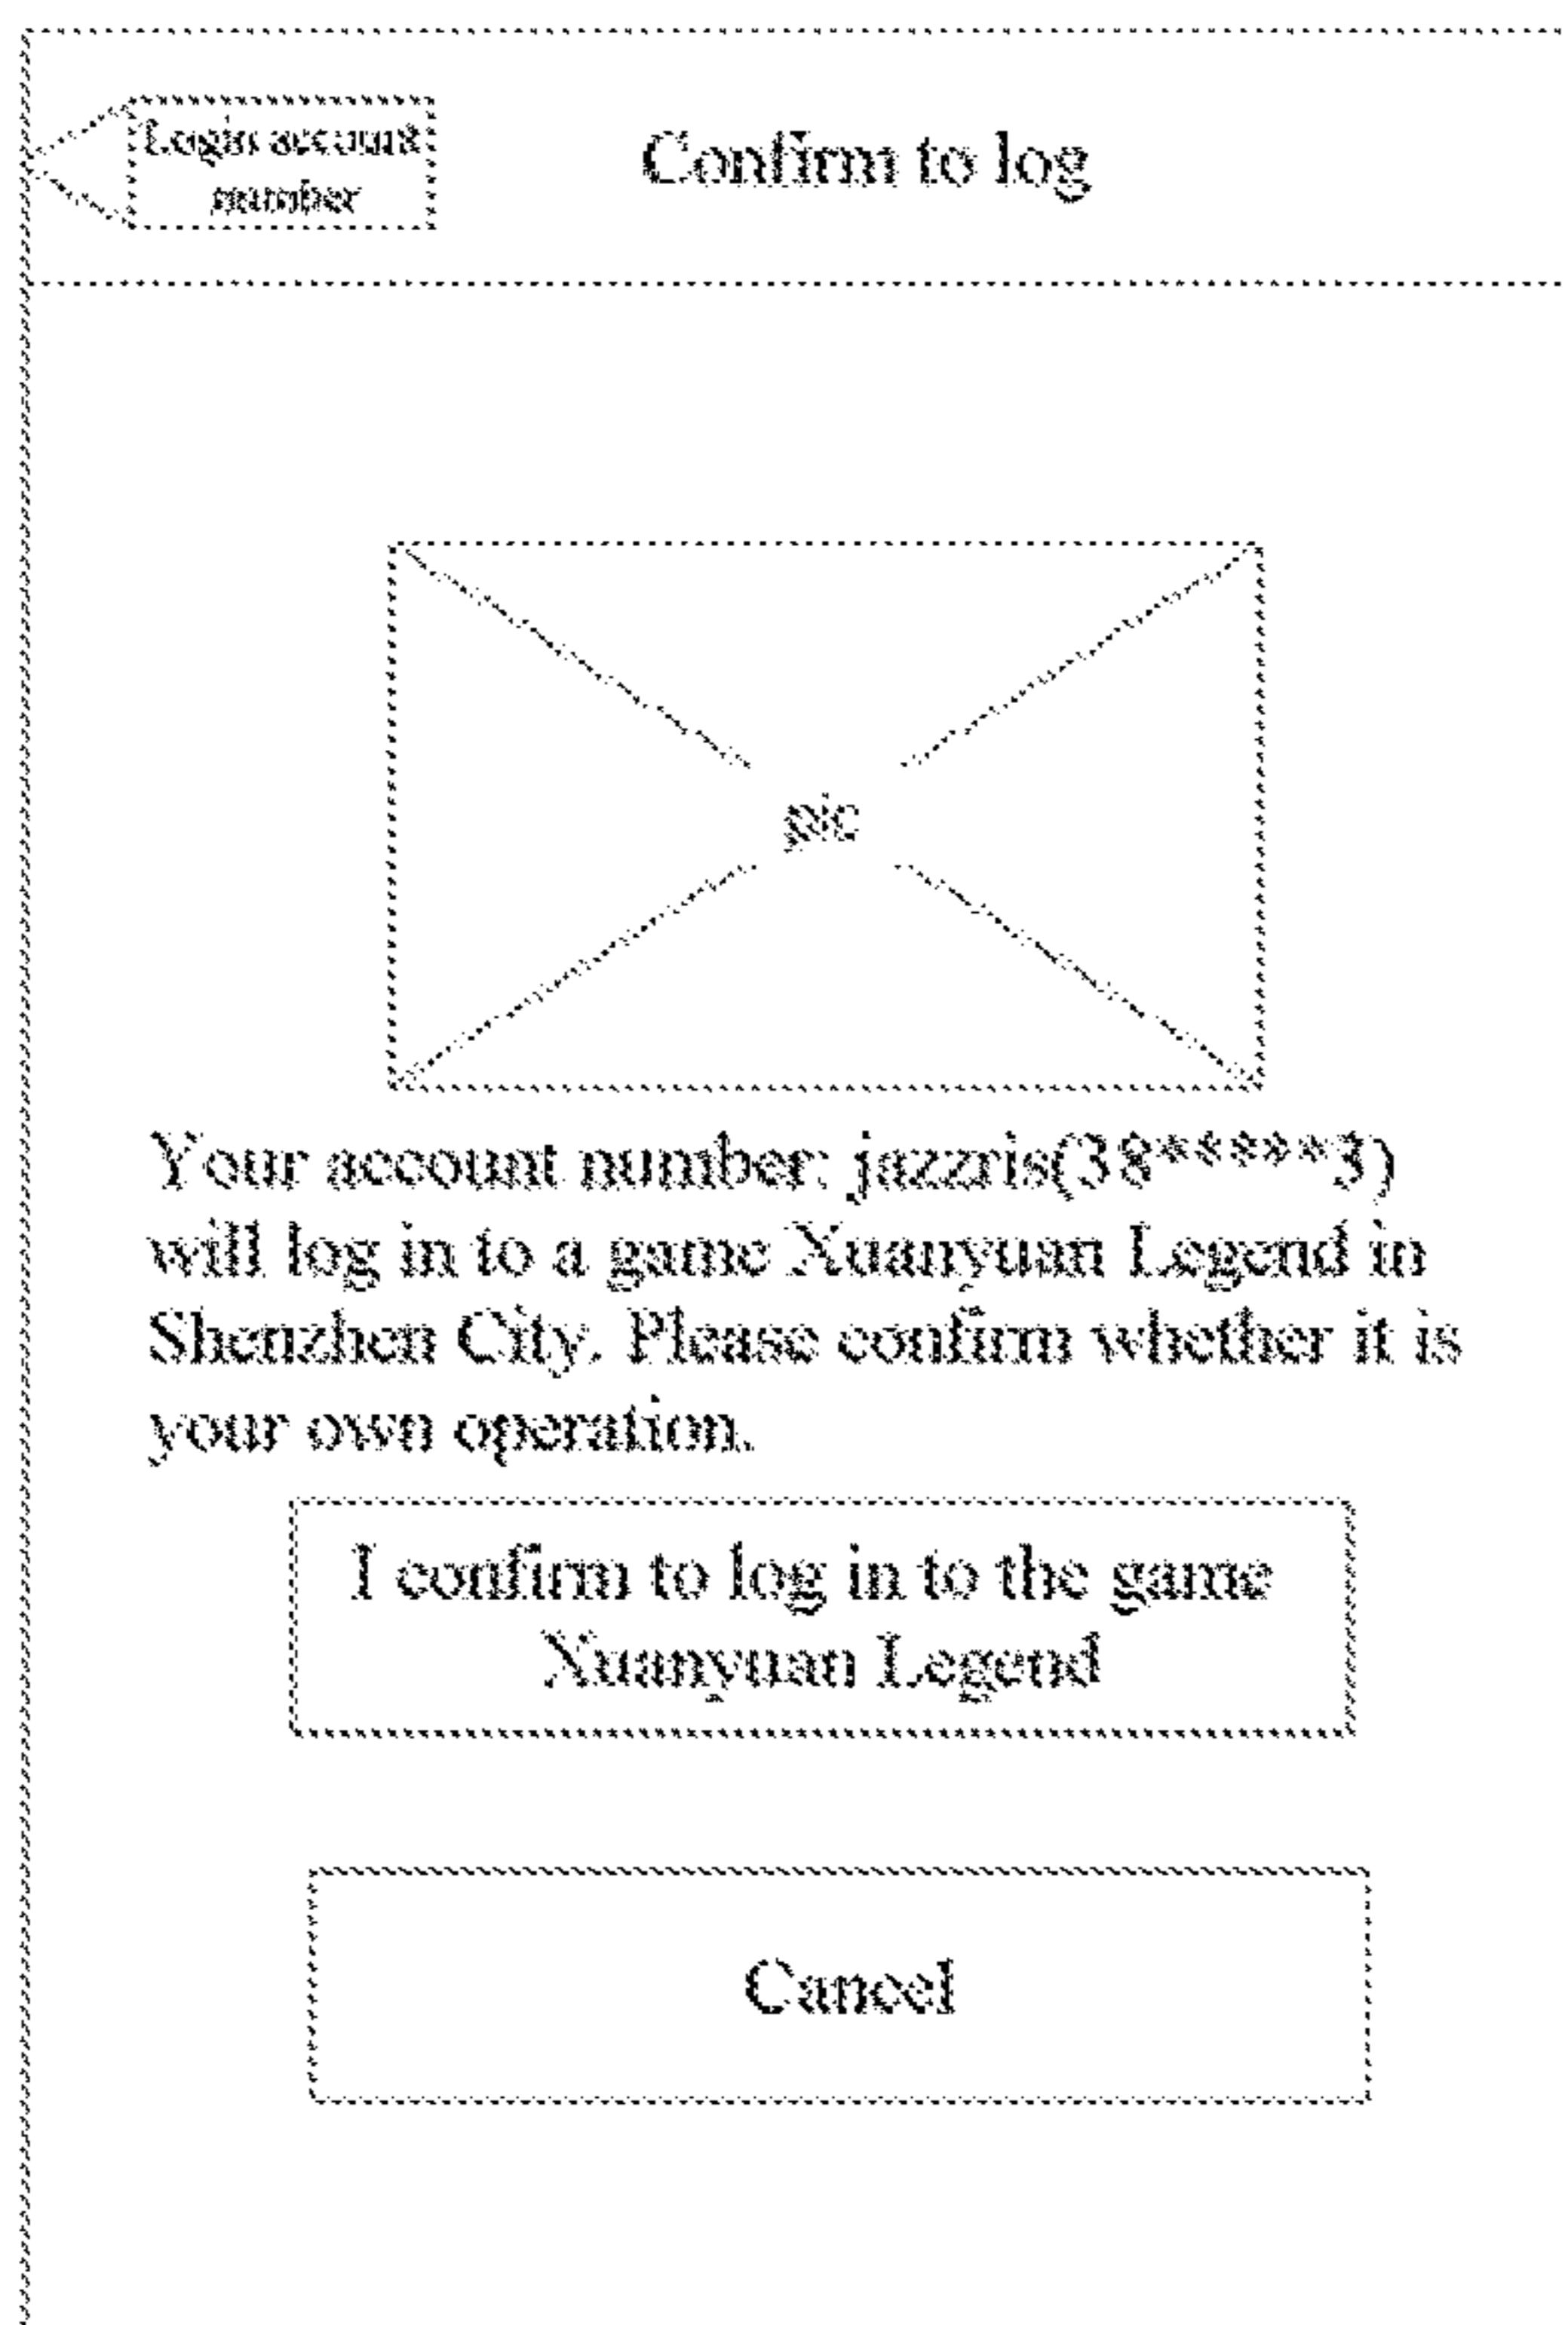 Login account
number
Confirm to log
pic
Your account number: jazzris(38******3)
will log in to a game Xuanyuan Legend in
Shenzhen City. Please confirm whether it is
your own operation.
I confirm to log in to the game
Xuanyuan Legend
Cancel